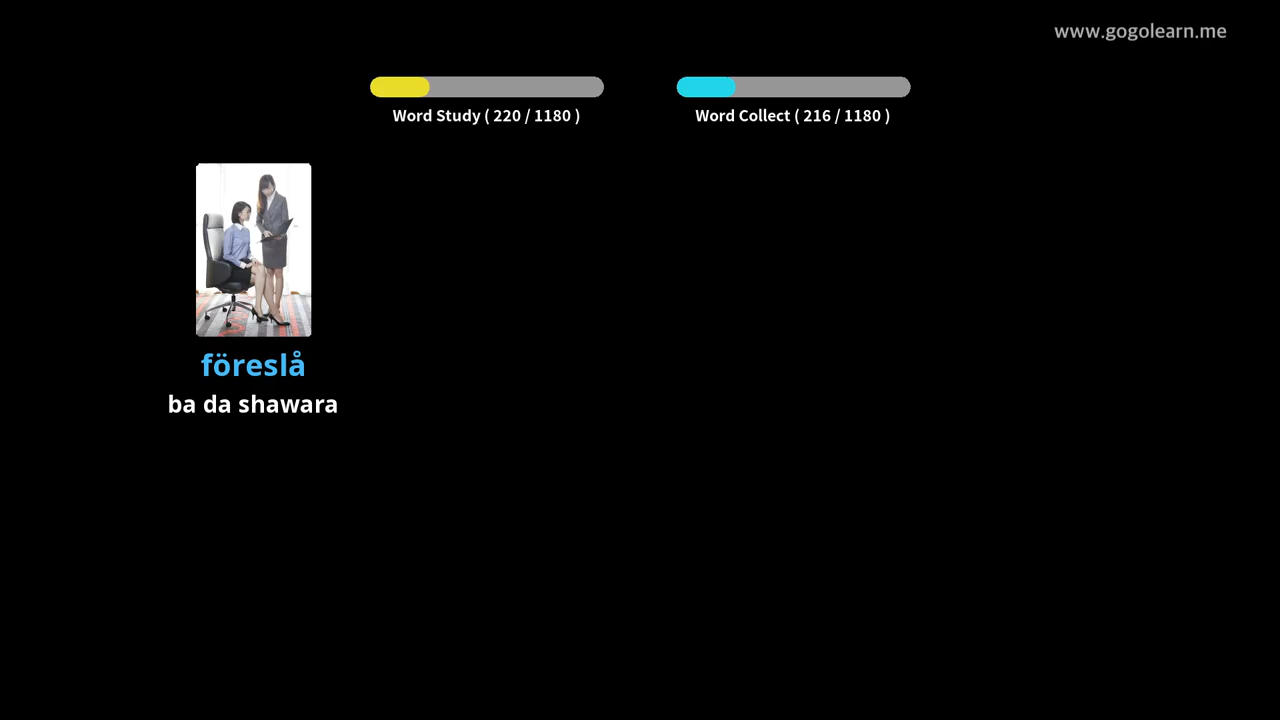 www.gogolearn.me
Word Study ( 220 / 1180 )
Word Collect ( 216 / 1180 )
föreslå
ba da shawara